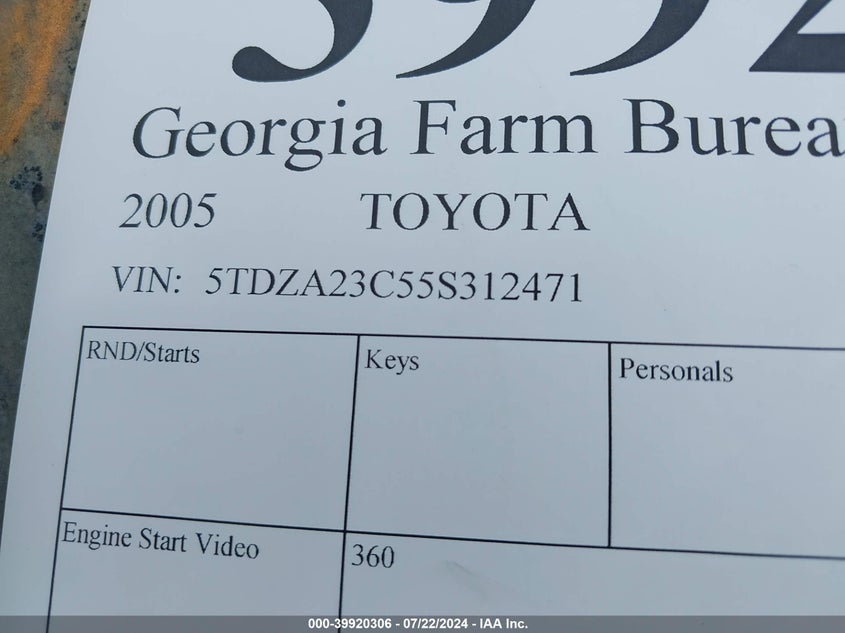 Georgia Farm Burea
2005 TOYOTA
VIN: 5TDZA23C55S312471
RND/Starts Keys Personals
Engine Start Video 360
000-39920306 - 07/22/2024 - IAA Inc.